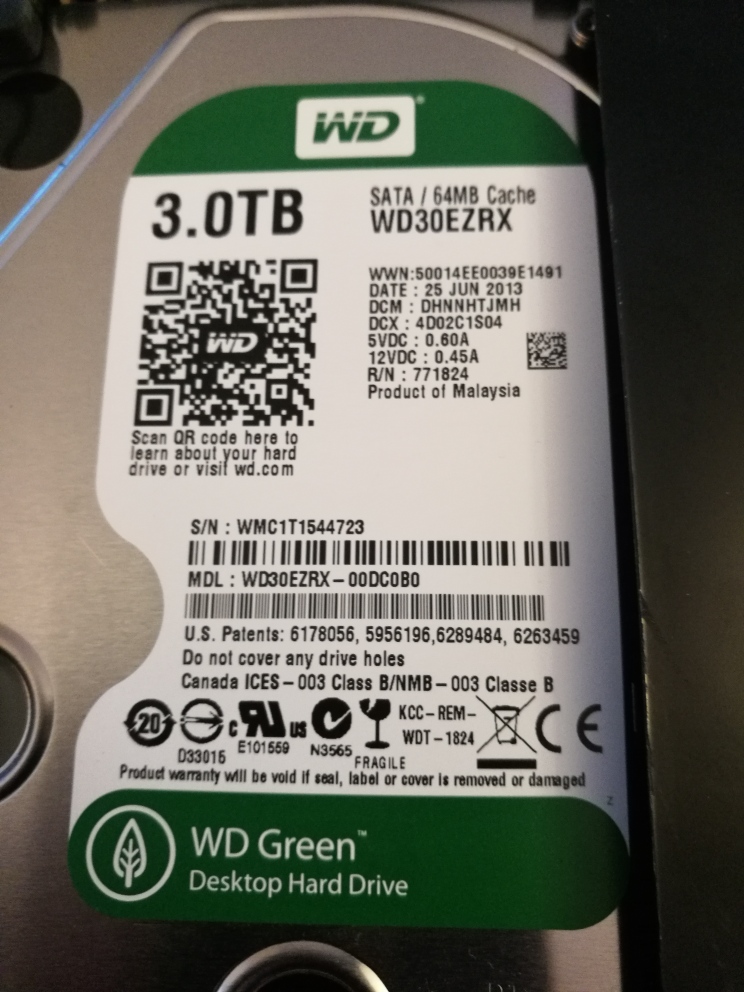 WD®
3.0TB
SATA / 64MB Cache
WD30EZRX
WWN:50014EE0039E1491
DATE : 25 JUN 2013
DCM : DHNNHTJMH
DCX : 4D02C1S04
5VDC : 0.60A
12VDC : 0.45A
R/N : 771824
Product of Malaysia
WD
Scan QR code here to
learn about your hard
drive or visit wd.com
S/N : WMC1T1544723
MDL : WD30EZRX-00DC0B0
U.S. Patents: 6178056, 5956196,6289484, 6263459
Do not cover any drive holes
Canada ICES-003 Class B/NMB-003 Classe B
20
D33015
c RU us
E101559
N3565
FRAGILE
KCC-REM-
WDT-1824
CE
Product warranty will be void if seal, label or cover is removed or damaged
Z
WD Green™
Desktop Hard Drive